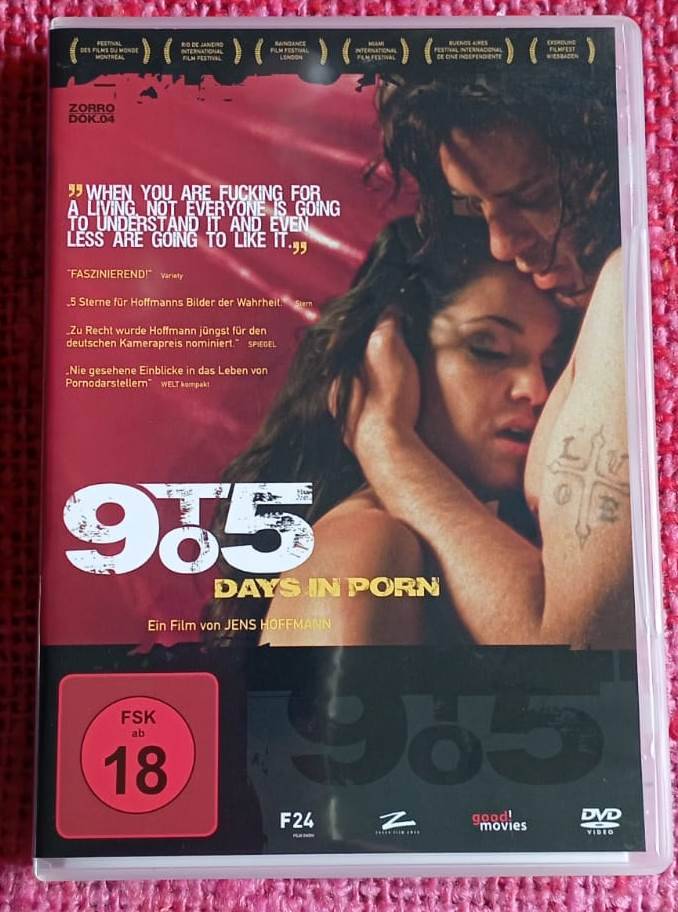 FESTIVAL
DES FILMS DU MONDE
MONTRÉAL
RIO DE JANEIRO
INTERNATIONAL
FILM FESTIVAL
RAINDANCE
FILM FESTIVAL
LONDON
MIAMI
INTERNATIONAL
FILM FESTIVAL
BUENOS AIRES
FESTIVAL INTERNACIONAL
DE CINE INDEPENDIENTE
EXGROUND
FILMFEST
WIESBADEN
ZORRO
DOK.04
”WHEN YOU ARE FUCKING FOR
A LIVING, NOT EVERYONE IS GOING
TO UNDERSTAND IT AND EVEN
LESS ARE GOING TO LIKE IT.”
"FASZINIEREND!" Variety
„5 Sterne für Hoffmanns Bilder der Wahrheit." Stern
„Zu Recht wurde Hoffmann jüngst für den
deutschen Kamerapreis nominiert." SPIEGEL
„Nie gesehene Einblicke in das Leben von
Pornodarstellern" WELT kompakt
LOVE
9TO5
DAYS IN PORN
Ein Film von JENS HOFFMANN
9TO5
FSK
ab
18
F24
FILM SHOW
Z
good!
movies
DVD
VIDEO